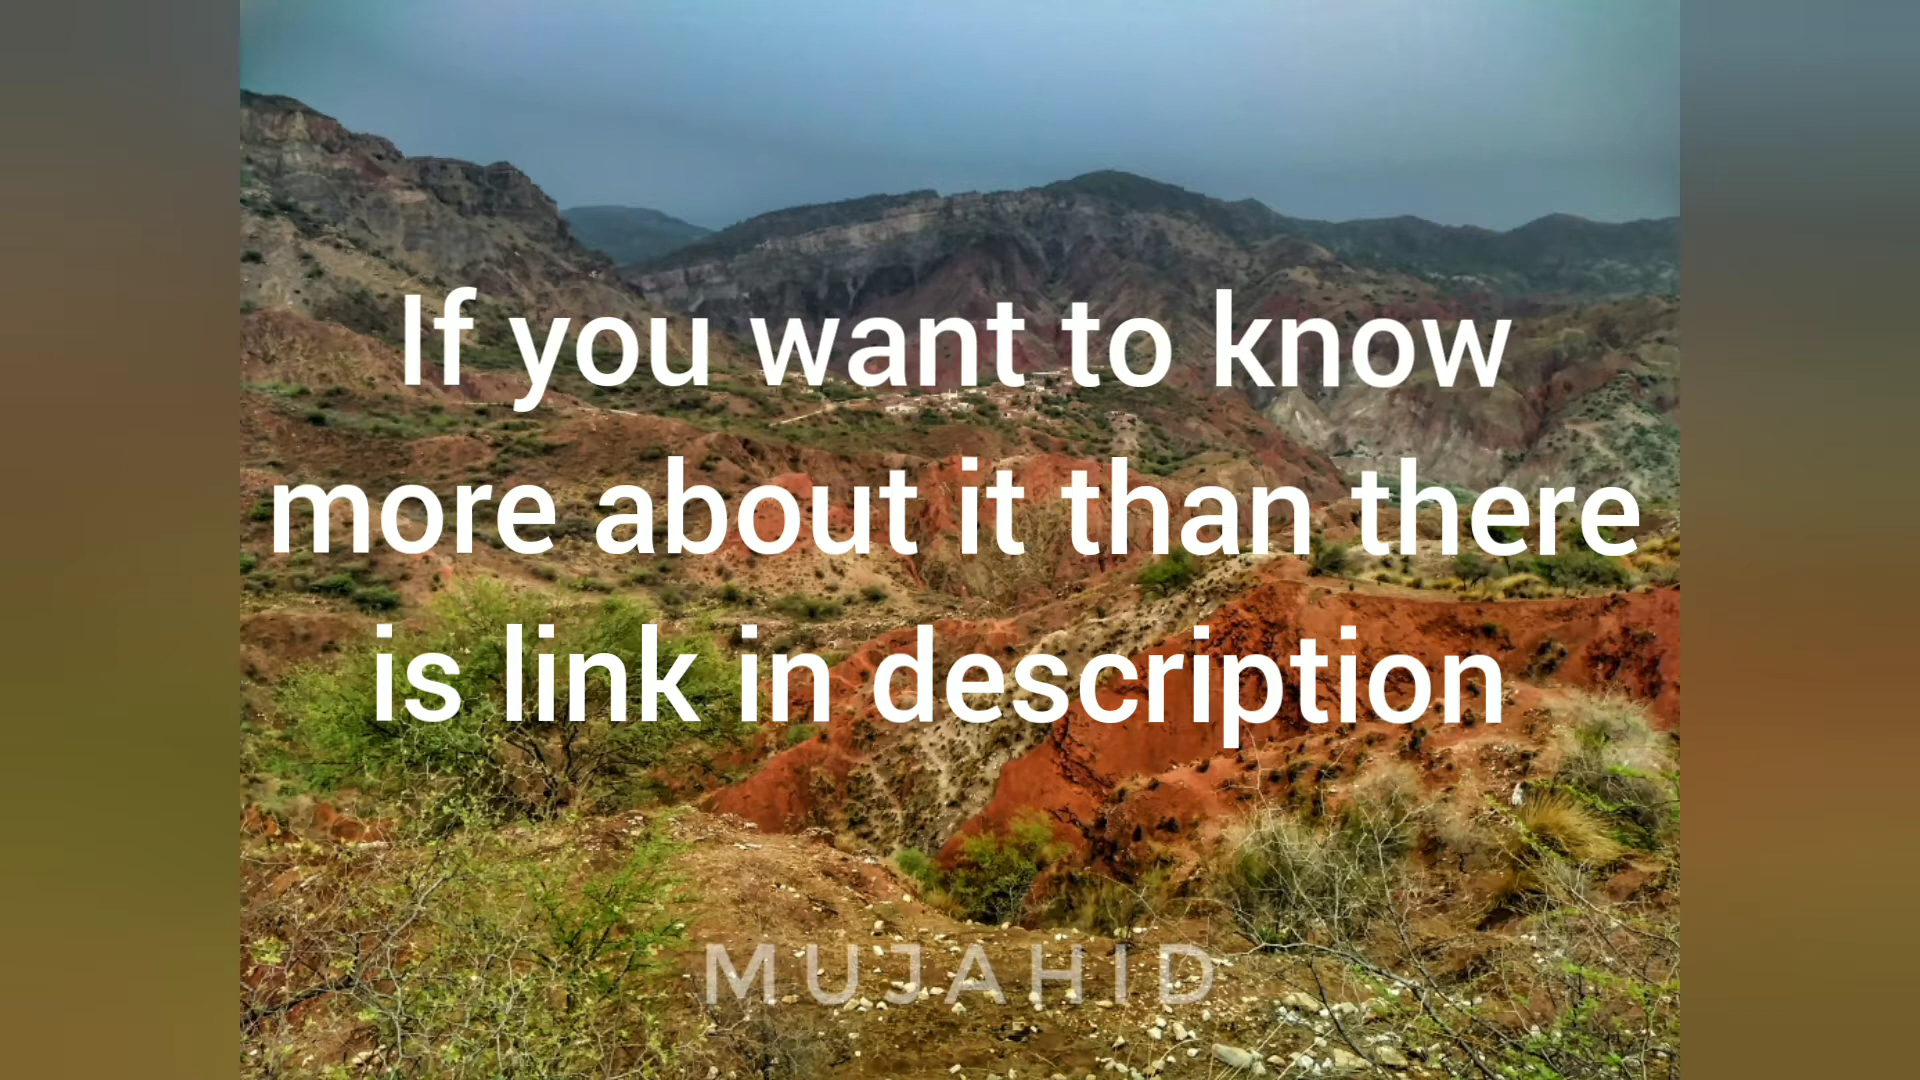 If you want to know
more about it than there
is link in description
MUJAHID